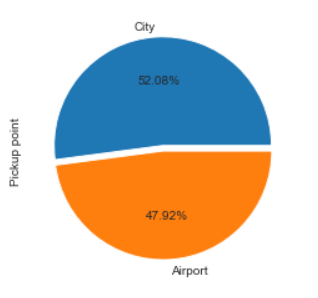 City
52.08%
Pickup point
47.92%
Airport